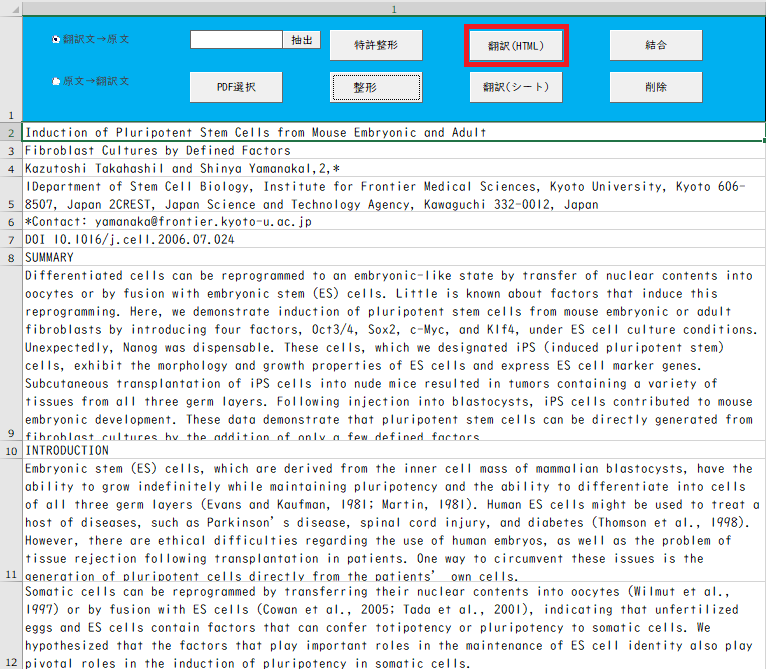 1
翻訳文→原文
抽出
特許整形
翻訳(HTML)
結合
原文→翻訳文
PDF選択
整形
翻訳(シート)
削除
1
2 Induction of Pluripotent Stem Cells from Mouse Embryonic and Adult
3 Fibroblast Cultures by Defined Factors
4 Kazutoshi Takahashi1 and Shinya Yamanaka1,2,*
1Department of Stem Cell Biology, Institute for Frontier Medical Sciences, Kyoto University, Kyoto 606-
5 8507, Japan 2CREST, Japan Science and Technology Agency, Kawaguchi 332-0012, Japan
6 *Contact: yamanaka@frontier.kyoto-u.ac.jp
7 DOI 10.1016/j.cell.2006.07.024
8 SUMMARY
Differentiated cells can be reprogrammed to an embryonic-like state by transfer of nuclear contents into
oocytes or by fusion with embryonic stem (ES) cells. Little is known about factors that induce this
reprogramming. Here, we demonstrate induction of pluripotent stem cells from mouse embryonic or adult
fibroblasts by introducing four factors, Oct3/4, Sox2, c-Myc, and Klf4, under ES cell culture conditions.
Unexpectedly, Nanog was dispensable. These cells, which we designated iPS (induced pluripotent stem)
cells, exhibit the morphology and growth properties of ES cells and express ES cell marker genes.
Subcutaneous transplantation of iPS cells into nude mice resulted in tumors containing a variety of
tissues from all three germ layers. Following injection into blastocysts, iPS cells contributed to mouse
embryonic development. These data demonstrate that pluripotent stem cells can be directly generated from
9 fibroblast cultures by the addition of only a few defined factors.
10 INTRODUCTION
Embryonic stem (ES) cells, which are derived from the inner cell mass of mammalian blastocysts, have the
ability to grow indefinitely while maintaining pluripotency and the ability to differentiate into cells
of all three germ layers (Evans and Kaufman, 1981; Martin, 1981). Human ES cells might be used to treat a
host of diseases, such as Parkinson’s disease, spinal cord injury, and diabetes (Thomson et al., 1998).
However, there are ethical difficulties regarding the use of human embryos, as well as the problem of
tissue rejection following transplantation in patients. One way to circumvent these issues is the
11 generation of pluripotent cells directly from the patients’ own cells.
Somatic cells can be reprogrammed by transferring their nuclear contents into oocytes (Wilmut et al.,
1997) or by fusion with ES cells (Cowan et al., 2005; Tada et al., 2001), indicating that unfertilized
eggs and ES cells contain factors that can confer totipotency or pluripotency to somatic cells. We
hypothesized that the factors that play important roles in the maintenance of ES cell identity also play
12 pivotal roles in the induction of pluripotency in somatic cells.